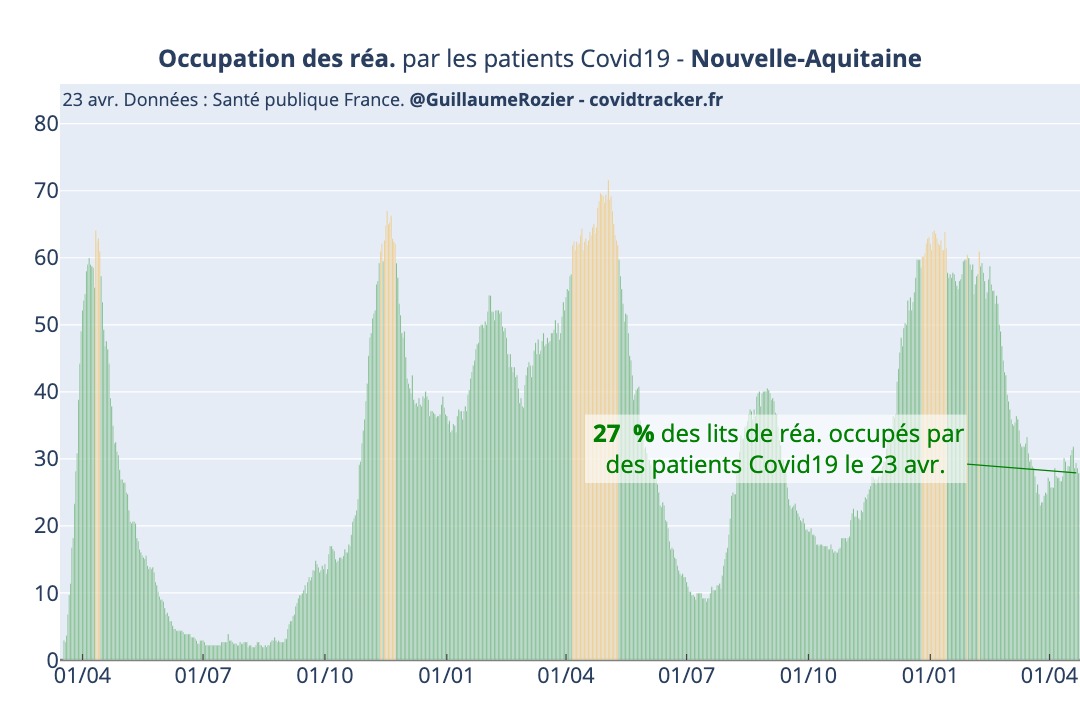 Occupation des réa. par les patients Covid19 - Nouvelle-Aquitaine
23 avr. Données : Santé publique France. @GuillaumeRozier - covidtracker.fr
80
70
60
50
40
30
20
10
0
27 % des lits de réa. occupés par
des patients Covid19 le 23 avr.
01/04 01/07 01/10 01/01 01/04 01/07 01/10 01/01 01/04